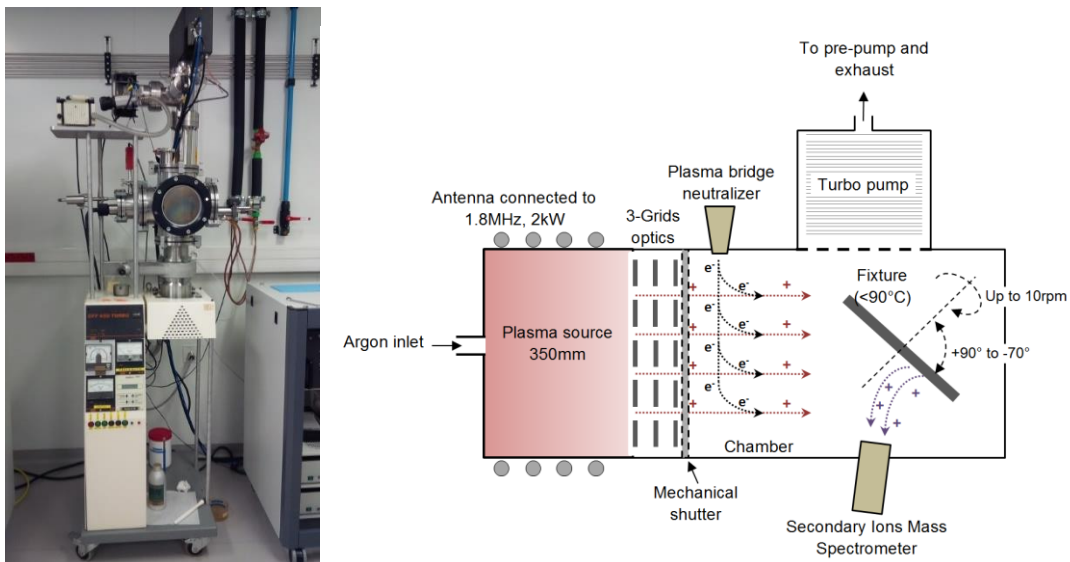 To pre-pump and
exhaust
Turbo pump
Plasma bridge
neutralizer
Antenna connected to
1.8MHz, 2kW
3-Grids
optics
e-
e-
e-
e-
e-
e-
e-
e-
+
+
+
+
+
+
+
+
Fixture
(<90°C)
Up to 10rpm
+90° to -70°
Argon inlet
Plasma source
350mm
+
+
+
+
Chamber
Mechanical
shutter
Secondary Ions Mass
Spectrometer